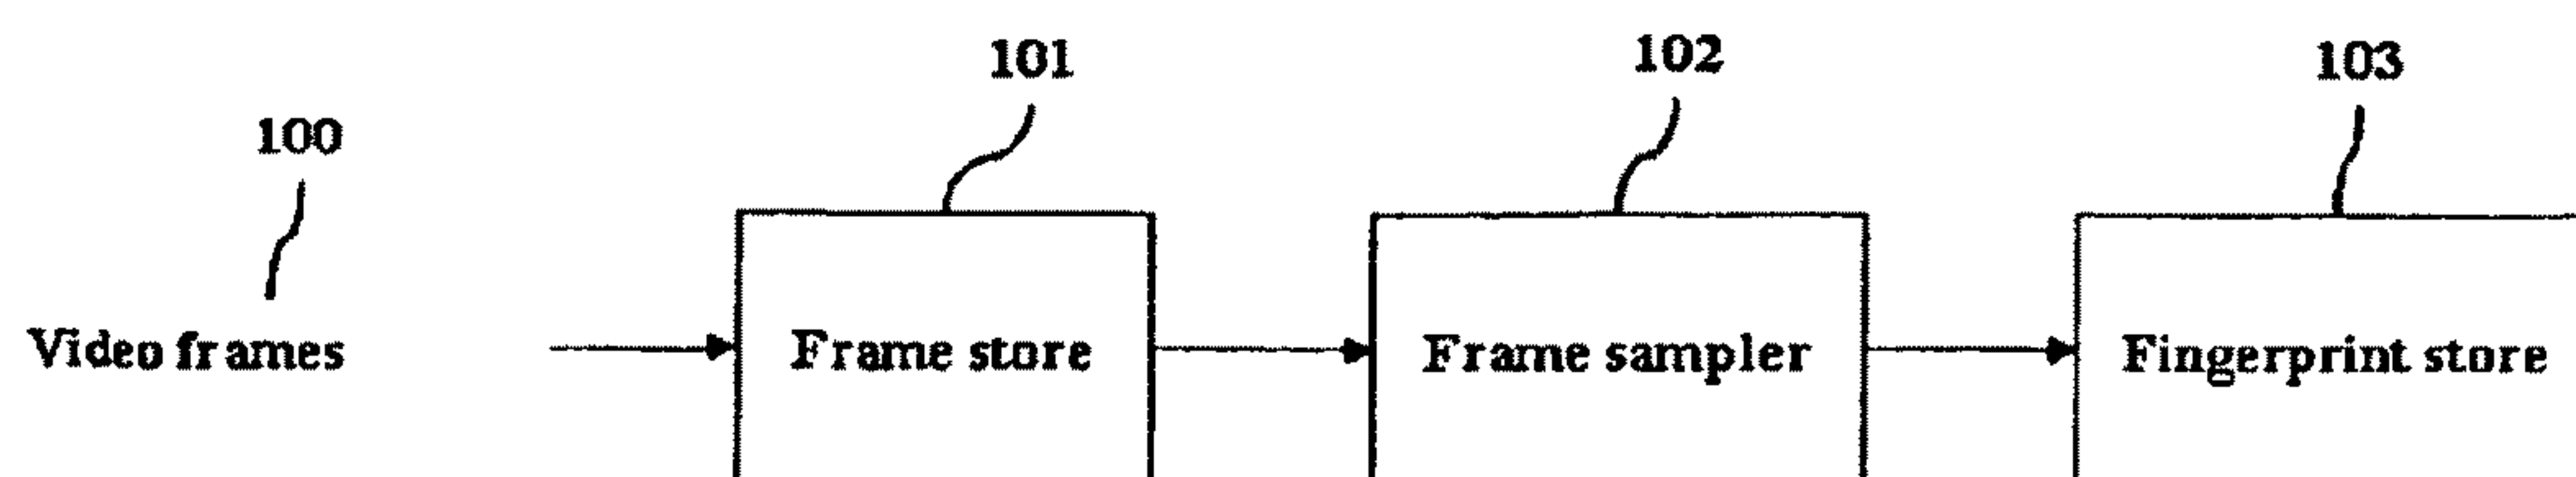 100
101
102
103
Video frames
Frame store
Frame sampler
Fingerprint store